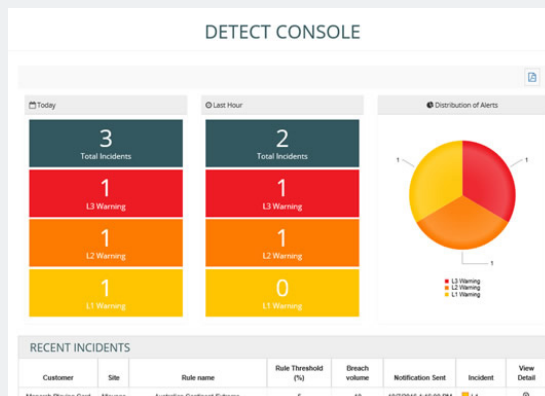 DETECT CONSOLE
Today
Last Hour
Distribution of Alerts
3
Total Incidents
1
L3 Warning
1
L2 Warning
1
L1 Warning
2
Total Incidents
1
L3 Warning
1
L2 Warning
0
L1 Warning
1
1
1
L3 Warning
L2 Warning
L1 Warning
RECENT INCIDENTS
Customer Site Rule name Rule Threshold (%) Breach volume Notification Sent Incident View Detail